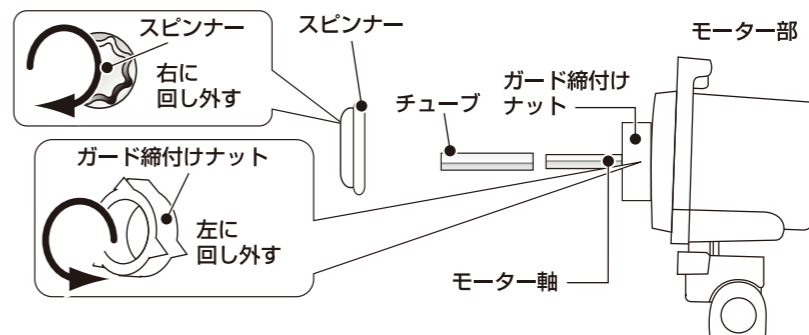 スピンナー
右に
回し外す
スピンナー
チューブ
ガード締付け
ナット
モーター部
ガード締付けナット
左に
回し外す
モーター軸